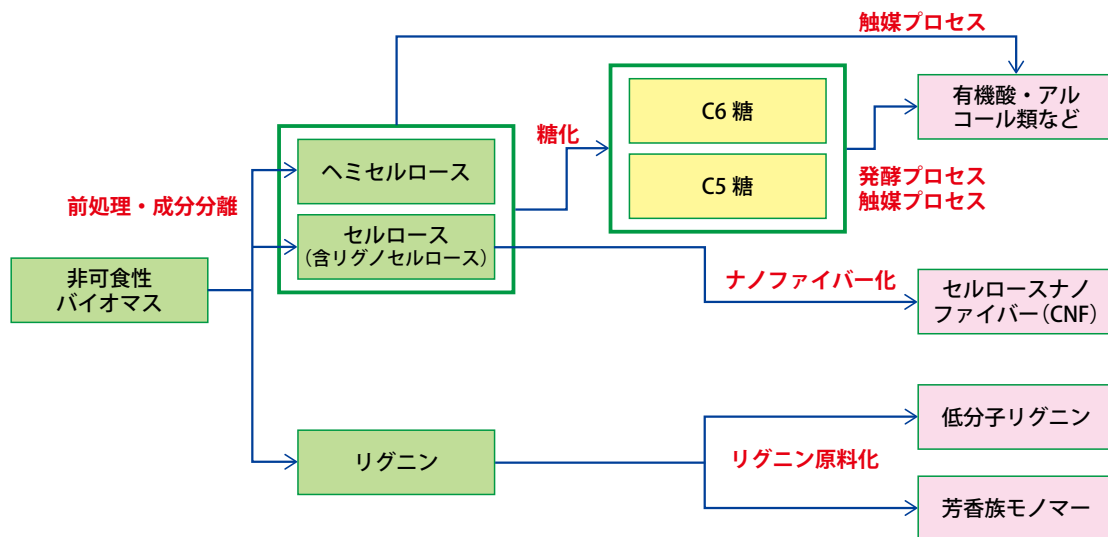 触媒プロセス
有機酸・アル
コール類など
C6 糖
糖化
ヘミセルロース
C5 糖
発酵プロセス
触媒プロセス
前処理・成分分離
セルロース
（含リグノセルロース）
非可食性
バイオマス
ナノファイバー化
セルロースナノ
ファイバー（CNF）
低分子リグニン
リグニン
リグニン原料化
芳香族モノマー